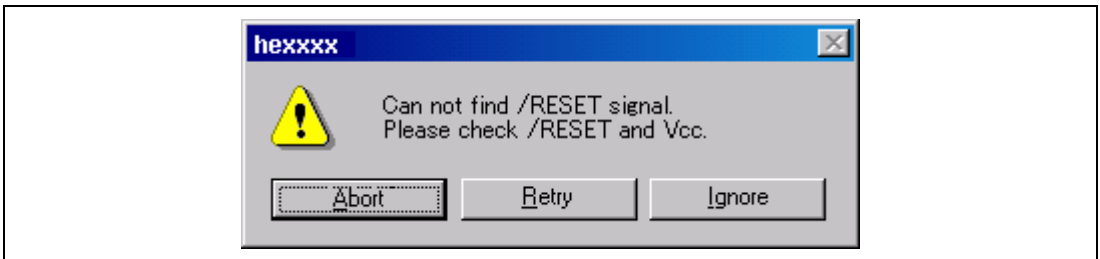 hexxxx
Can not find /RESET signal.
Please check /RESET and Vcc.
Abort Retry Ignore